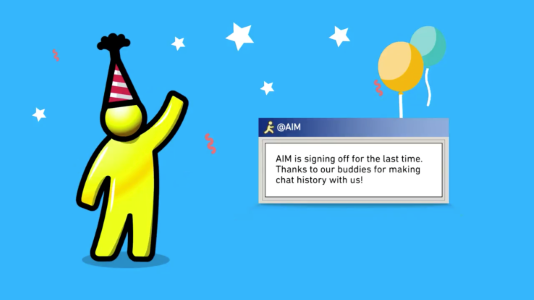 @AIM
AIM is signing off for the last time.
Thanks to our buddies for making
chat history with us!